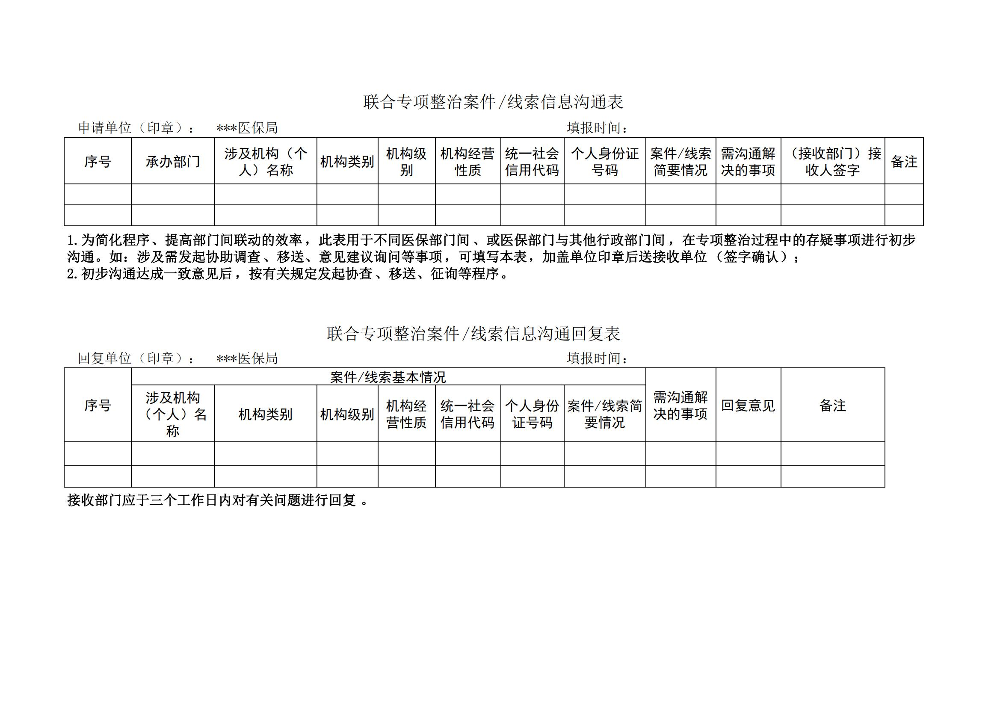 联合专项整治案件/线索信息沟通表
申请单位（印章）： ***医保局 填报时间：
序号 承办部门 涉及机构（个人）名称 机构类别 机构级别 机构经营性质 统一社会信用代码 个人身份证号码 案件/线索简要情况 需沟通解决的事项 （接收部门）接收人签字 备注
1.为简化程序、提高部门间联动的效率，此表用于不同医保部门间、或医保部门与其他行政部门间，在专项整治过程中的存疑事项进行初步
沟通。如：涉及需发起协助调查、移送、意见建议询问等事项，可填写本表，加盖单位印章后送接收单位（签字确认）；
2.初步沟通达成一致意见后，按有关规定发起协查、移送、征询等程序。
联合专项整治案件/线索信息沟通回复表
回复单位（印章）： ***医保局 填报时间：
序号 案件/线索基本情况 需沟通解决的事项 回复意见 备注
涉及机构（个人）名称 机构类别 机构级别 机构经营性质 统一社会信用代码 个人身份证号码 案件/线索简要情况
接收部门应于三个工作日内对有关问题进行回复。